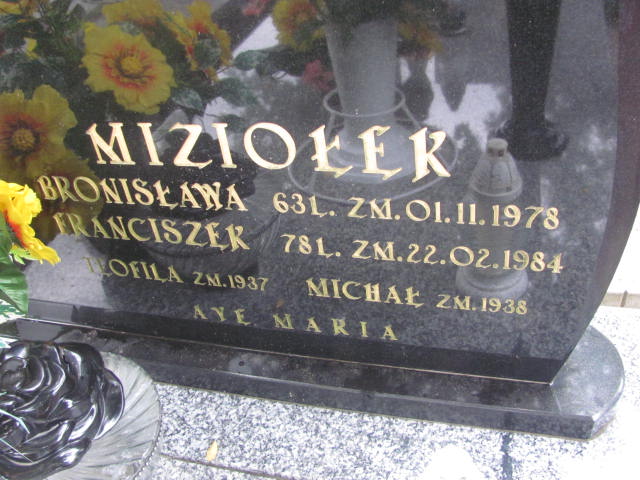 MIZIOŁEK
BRONISŁAWA 63L. ZM.01.11.1978
FRANCISZEK 78L. ZM.22.02.1984
TEOFILA ZM.1937 MICHAŁ ZM.1938
AVE MARIA